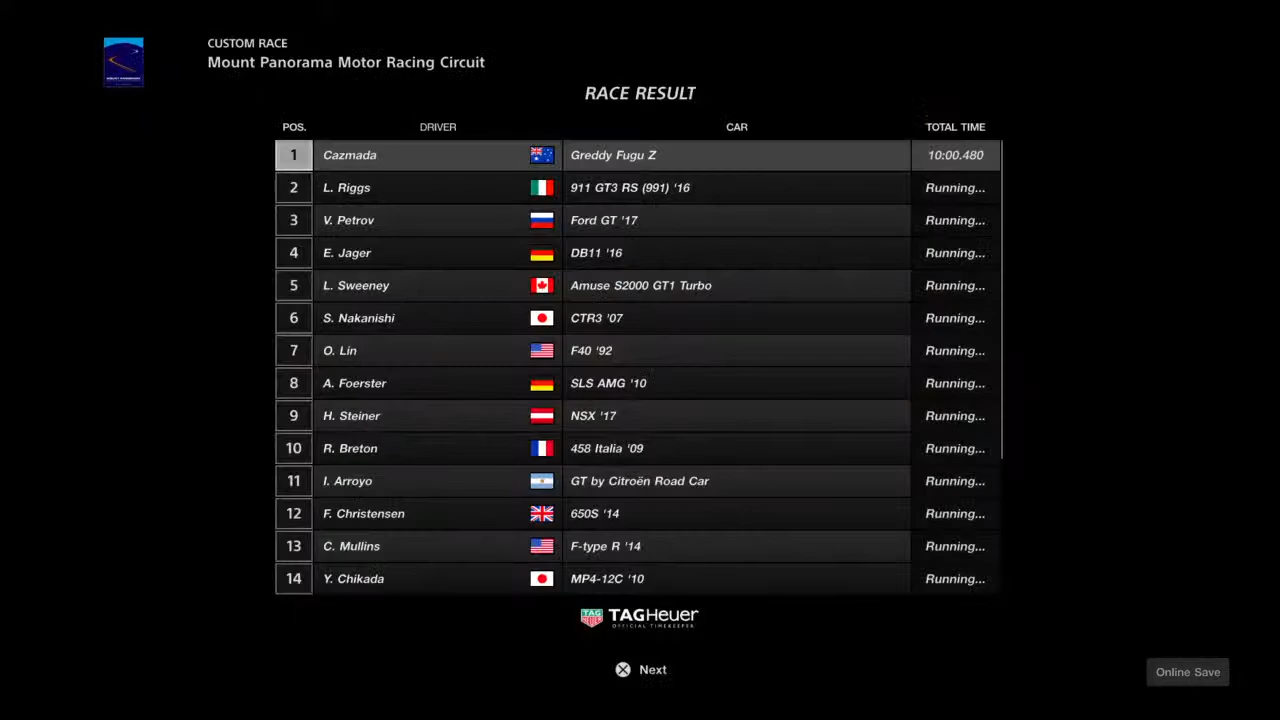 CUSTOM RACE
Mount Panorama Motor Racing Circuit
RACE RESULT
POS. DRIVER CAR TOTAL TIME
1 Cazmada Greddy Fugu Z 10:00.480
2 L. Riggs 911 GT3 RS (991) '16 Running...
3 V. Petrov Ford GT '17 Running...
4 E. Jager DB11 '16 Running...
5 L. Sweeney Amuse S2000 GT1 Turbo Running...
6 S. Nakanishi CTR3 '07 Running...
7 O. Lin F40 '92 Running...
8 A. Foerster SLS AMG '10 Running...
9 H. Steiner NSX '17 Running...
10 R. Breton 458 Italia '09 Running...
11 I. Arroyo GT by Citroën Road Car Running...
12 F. Christensen 650S '14 Running...
13 C. Mullins F-type R '14 Running...
14 Y. Chikada MP4-12C '10 Running...
TAG HEUER TAGHeuer
OFFICIAL TIMEKEEPER
Next
Online Save